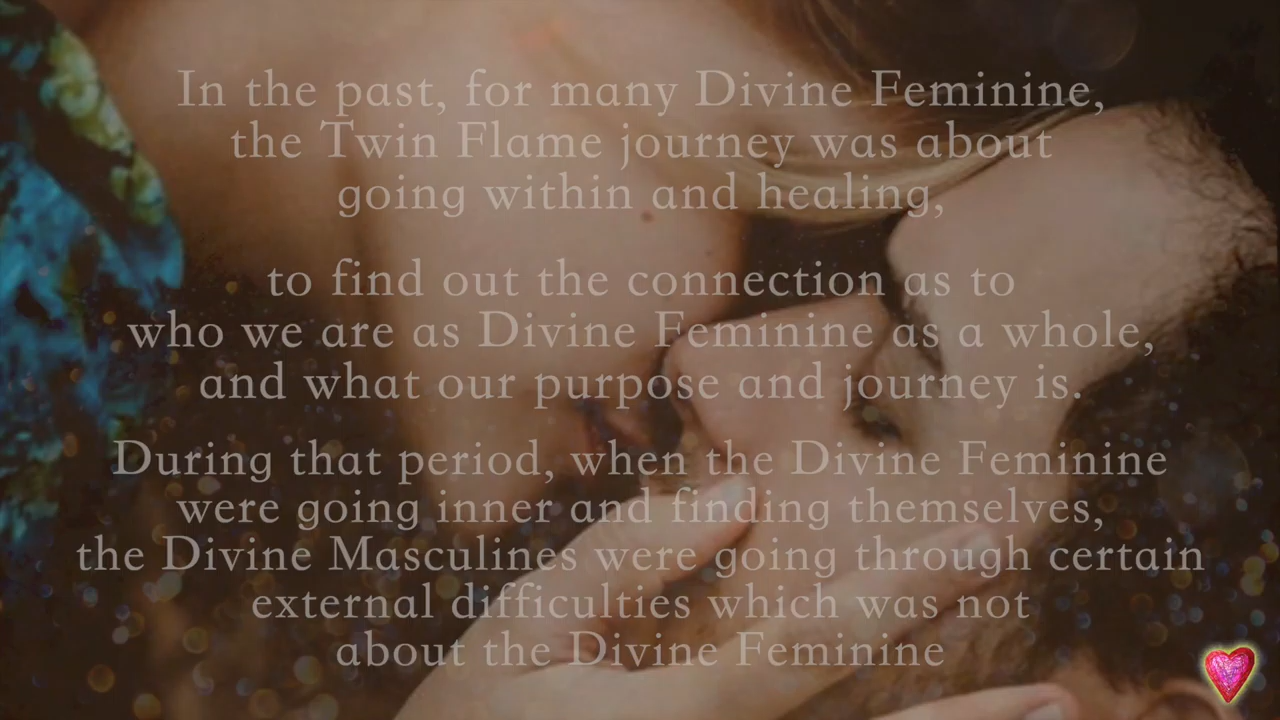 In the past, for many Divine Feminine,
the Twin Flame journey was about
going within and healing,
to find out the connection as to
who we are as Divine Feminine as a whole,
and what our purpose and journey is.
During that period, when the Divine Feminine
were going inner and finding themselves,
the Divine Masculines were going through certain
external difficulties which was not
about the Divine Feminine